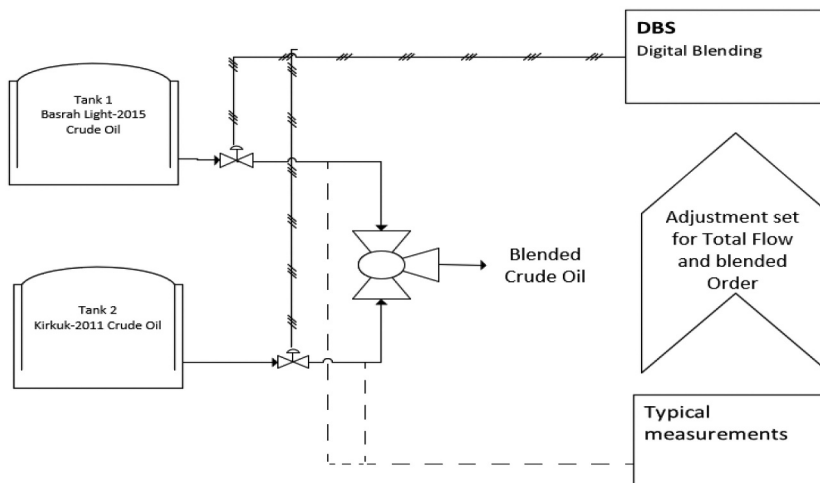 DBS
Digital Blending
Tank 1
Basrah Light-2015
Crude Oil
Adjustment set
for Total Flow
and blended
Order
Blended
Crude Oil
Tank 2
Kirkuk-2011 Crude Oil
Typical
measurements